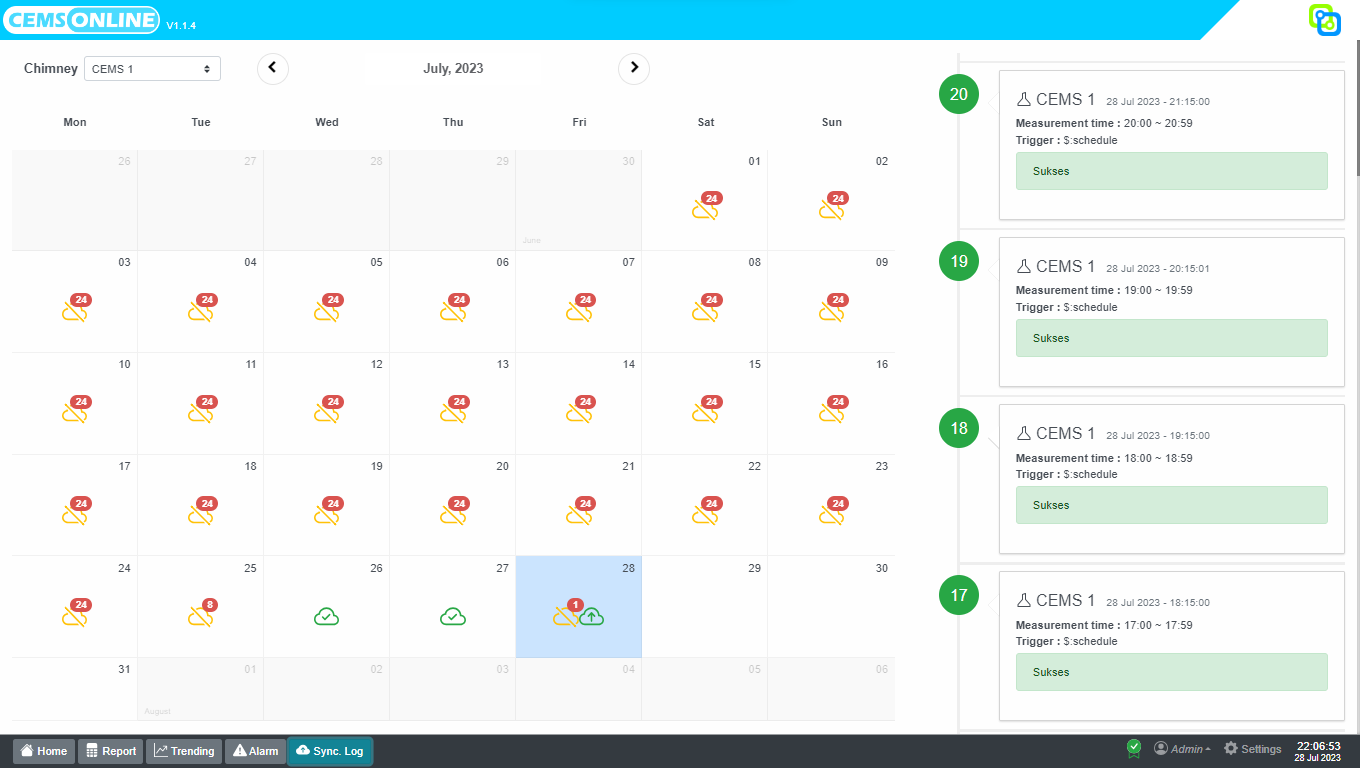 CEMS ONLINE V1.1.4
Chimney CEMS 1
July, 2023
Mon Tue Wed Thu Fri Sat Sun
26 27 28 29 30 01 02
24 24
June
03 04 05 06 07 08 09
24 24 24 24 24 24 24
10 11 12 13 14 15 16
24 24 24 24 24 24 24
17 18 19 20 21 22 23
24 24 24 24 24 24 24
24 25 26 27 28 29 30
24 8 1
31 01 02 03 04 05 06
August
20
CEMS 1 28 Jul 2023 - 21:15:00
Measurement time : 20:00 ~ 20:59
Trigger : $:schedule
Sukses
19
CEMS 1 28 Jul 2023 - 20:15:01
Measurement time : 19:00 ~ 19:59
Trigger : $:schedule
Sukses
18
CEMS 1 28 Jul 2023 - 19:15:00
Measurement time : 18:00 ~ 18:59
Trigger : $:schedule
Sukses
17
CEMS 1 28 Jul 2023 - 18:15:00
Measurement time : 17:00 ~ 17:59
Trigger : $:schedule
Sukses
Home Report Trending Alarm Sync. Log
Admin Settings 22:06:53
28 Jul 2023